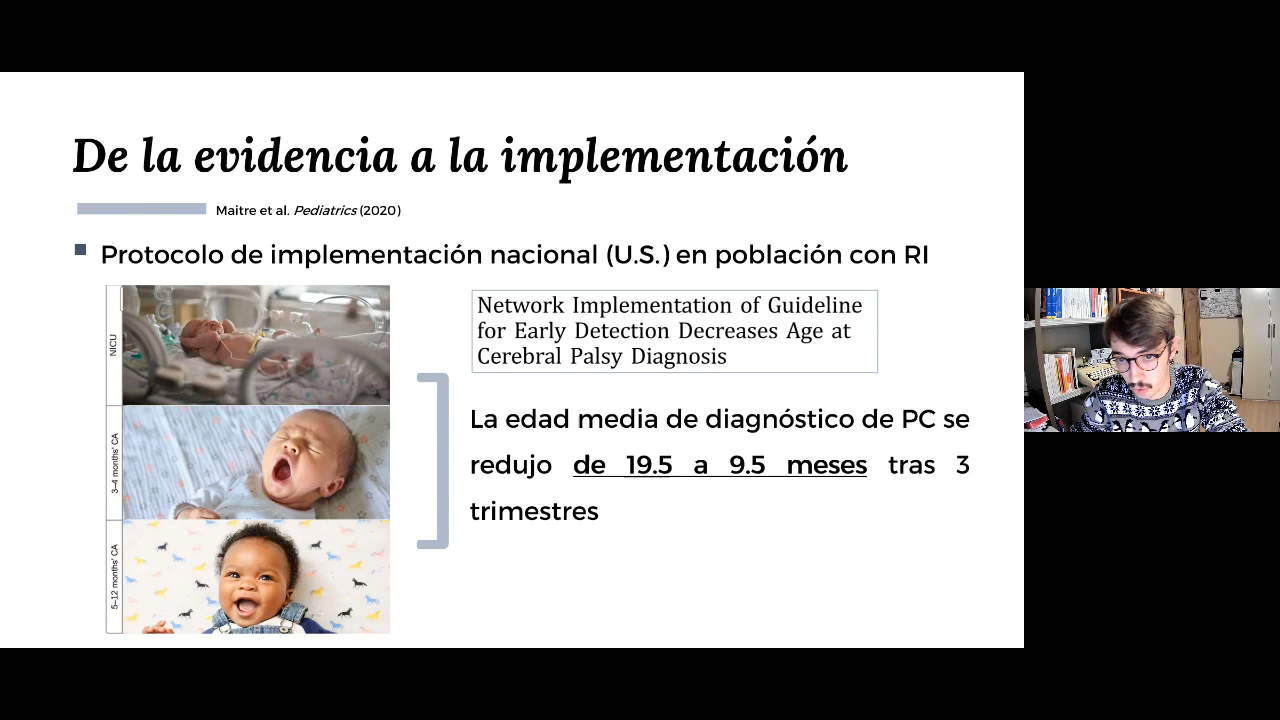 De la evidencia a la implementación
Maitre et al. Pediatrics (2020)
Protocolo de implementación nacional (U.S.) en población con RI
NICU
3–4 months' CA
5–12 months' CA
Network Implementation of Guideline
for Early Detection Decreases Age at
Cerebral Palsy Diagnosis
La edad media de diagnóstico de PC se
redujo de 19.5 a 9.5 meses tras 3
trimestres